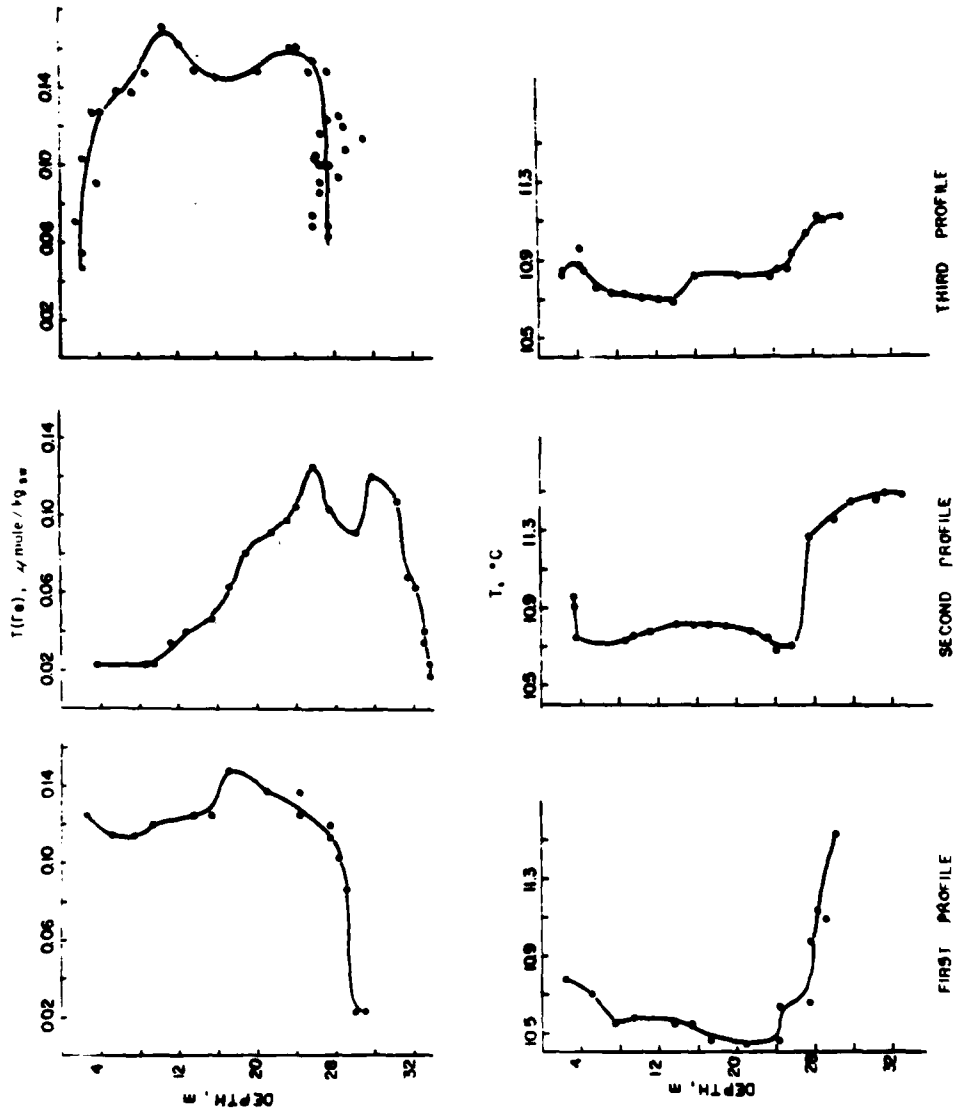 T(Fe), μmole/kg sw
0.02 0.06 0.10 0.14
0.02 0.06 0.10 0.14
0.02 0.06 0.10 0.14
DEPTH, m
4 12 20 28 32
T, °C
10.5 10.9 11.3
10.5 10.9 11.3
10.5 10.9 11.3
DEPTH, m
4 12 20 28 32
FIRST PROFILE
SECOND PROFILE
THIRD PROFILE